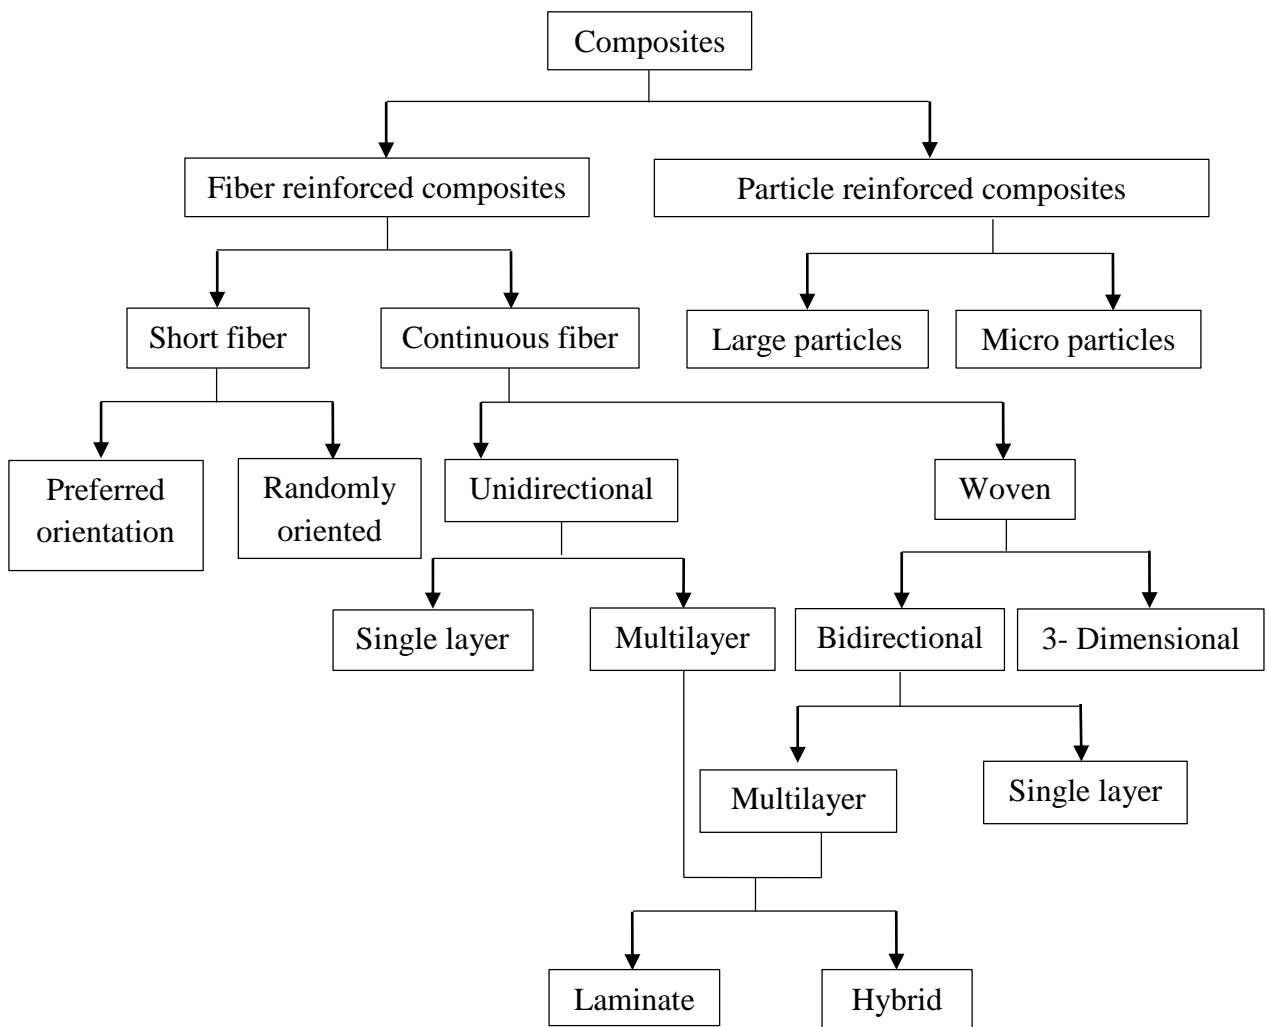 Composites
Fiber reinforced composites
Particle reinforced composites
Short fiber
Continuous fiber
Large particles
Micro particles
Preferred
orientation
Randomly
oriented
Unidirectional
Woven
Single layer
Multilayer
Bidirectional
3- Dimensional
Multilayer
Single layer
Laminate
Hybrid